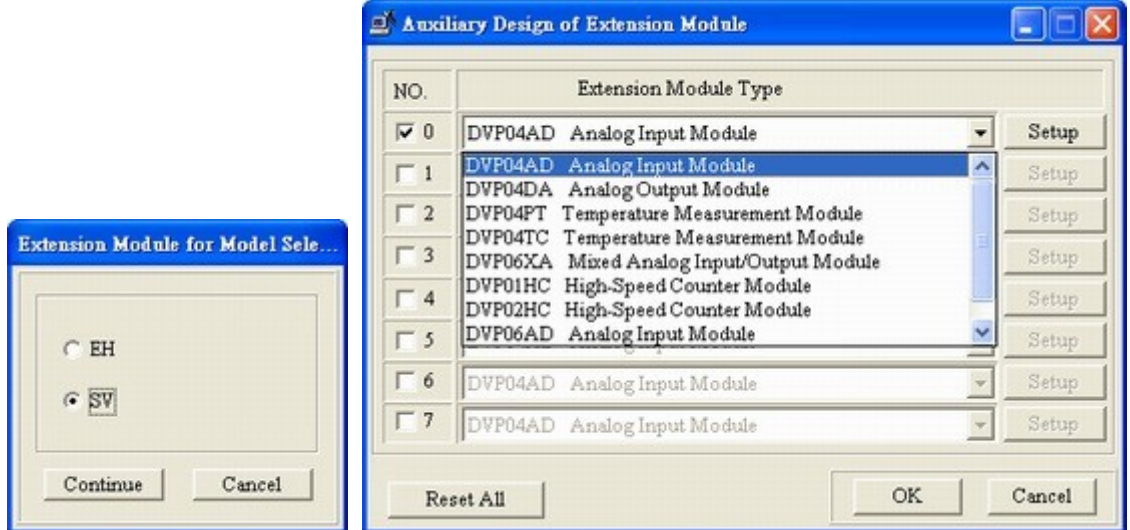 Extension Module for Model Sele...
EH
SV
Continue Cancel
Auxiliary Design of Extension Module
NO. Extension Module Type
0 DVP04AD Analog Input Module Setup
DVP04AD Analog Input Module
1 Setup
DVP04DA Analog Output Module
2 DVP04PT Temperature Measurement Module Setup
DVP04TC Temperature Measurement Module
3 DVP06XA Mixed Analog Input/Output Module Setup
DVP01HC High-Speed Counter Module
4 DVP02HC High-Speed Counter Module Setup
5 DVP06AD Analog Input Module Setup
6 DVP04AD Analog Input Module Setup
7 DVP04AD Analog Input Module Setup
Reset All OK Cancel